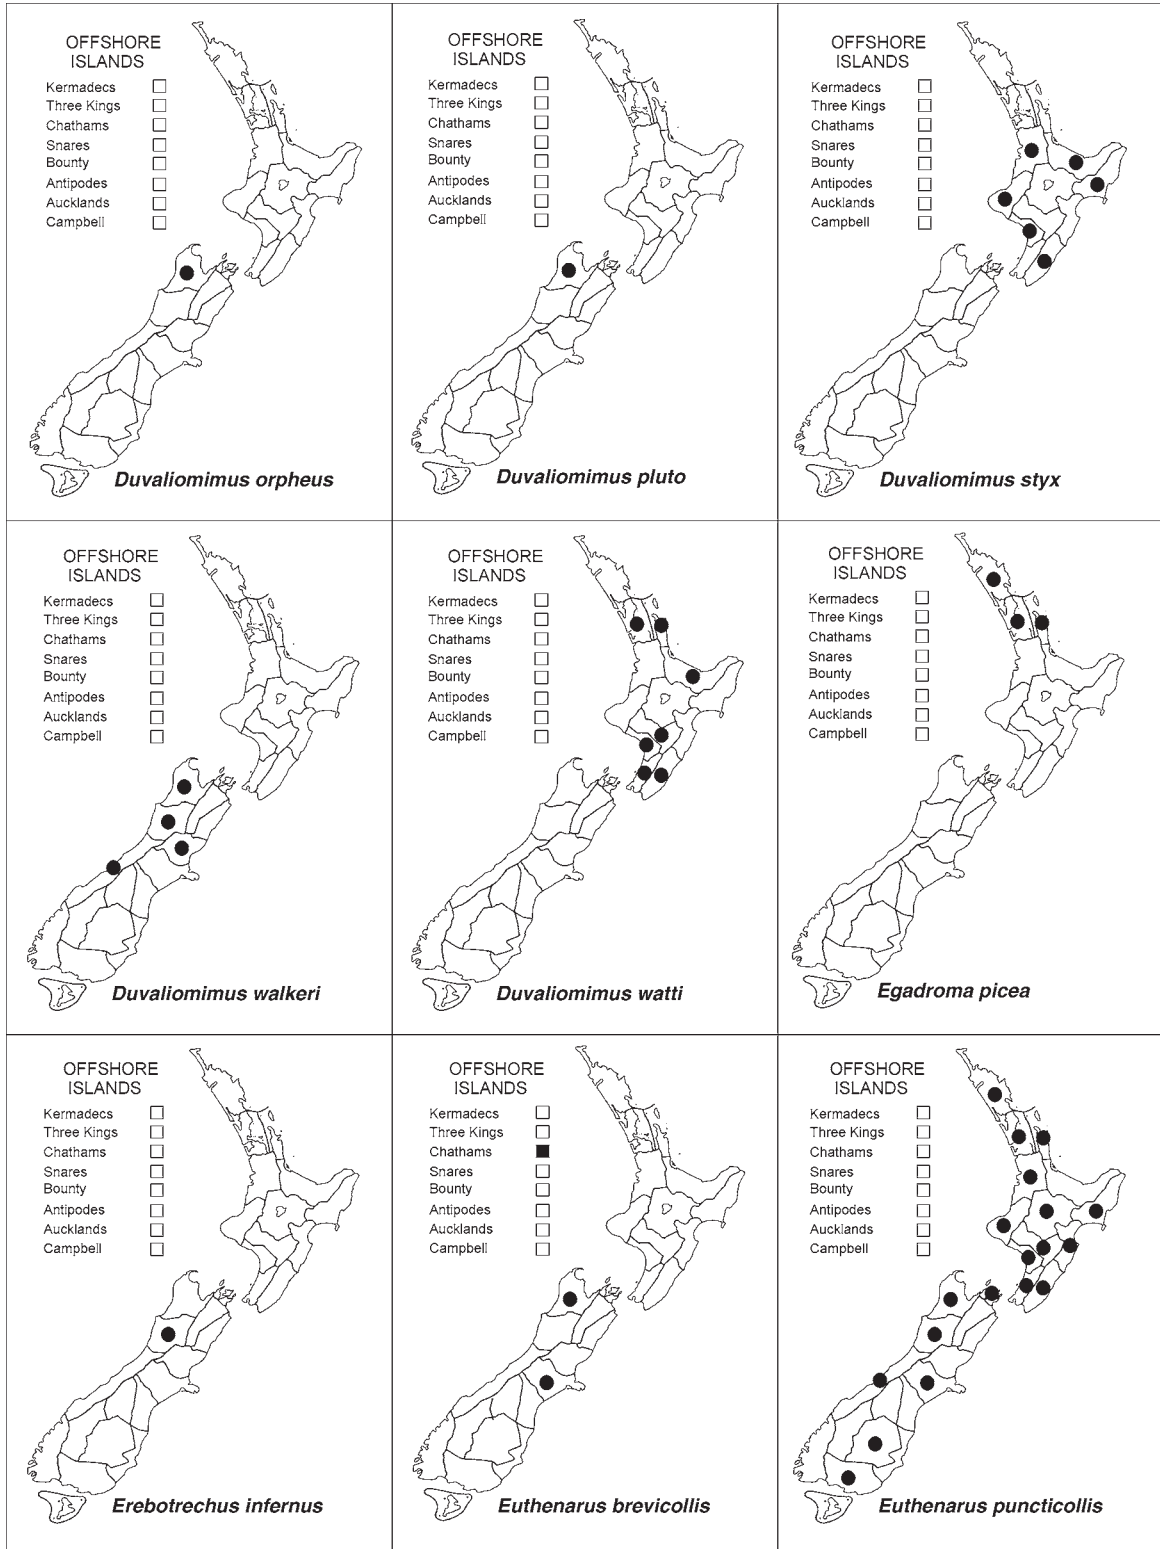 OFFSHORE
ISLANDS
Kermadecs
Three Kings
Chathams
Snares
Bounty
Antipodes
Aucklands
Campbell
Duvaliomimus orpheus
OFFSHORE
ISLANDS
Kermadecs
Three Kings
Chathams
Snares
Bounty
Antipodes
Aucklands
Campbell
Duvaliomimus pluto
OFFSHORE
ISLANDS
Kermadecs
Three Kings
Chathams
Snares
Bounty
Antipodes
Aucklands
Campbell
Duvaliomimus styx
OFFSHORE
ISLANDS
Kermadecs
Three Kings
Chathams
Snares
Bounty
Antipodes
Aucklands
Campbell
Duvaliomimus walkeri
OFFSHORE
ISLANDS
Kermadecs
Three Kings
Chathams
Snares
Bounty
Antipodes
Aucklands
Campbell
Duvaliomimus watti
OFFSHORE
ISLANDS
Kermadecs
Three Kings
Chathams
Snares
Bounty
Antipodes
Aucklands
Campbell
Egadroma picea
OFFSHORE
ISLANDS
Kermadecs
Three Kings
Chathams
Snares
Bounty
Antipodes
Aucklands
Campbell
Erebotrechus infernus
OFFSHORE
ISLANDS
Kermadecs
Three Kings
Chathams
Snares
Bounty
Antipodes
Aucklands
Campbell
Euthenarus brevicollis
OFFSHORE
ISLANDS
Kermadecs
Three Kings
Chathams
Snares
Bounty
Antipodes
Aucklands
Campbell
Euthenarus puncticollis